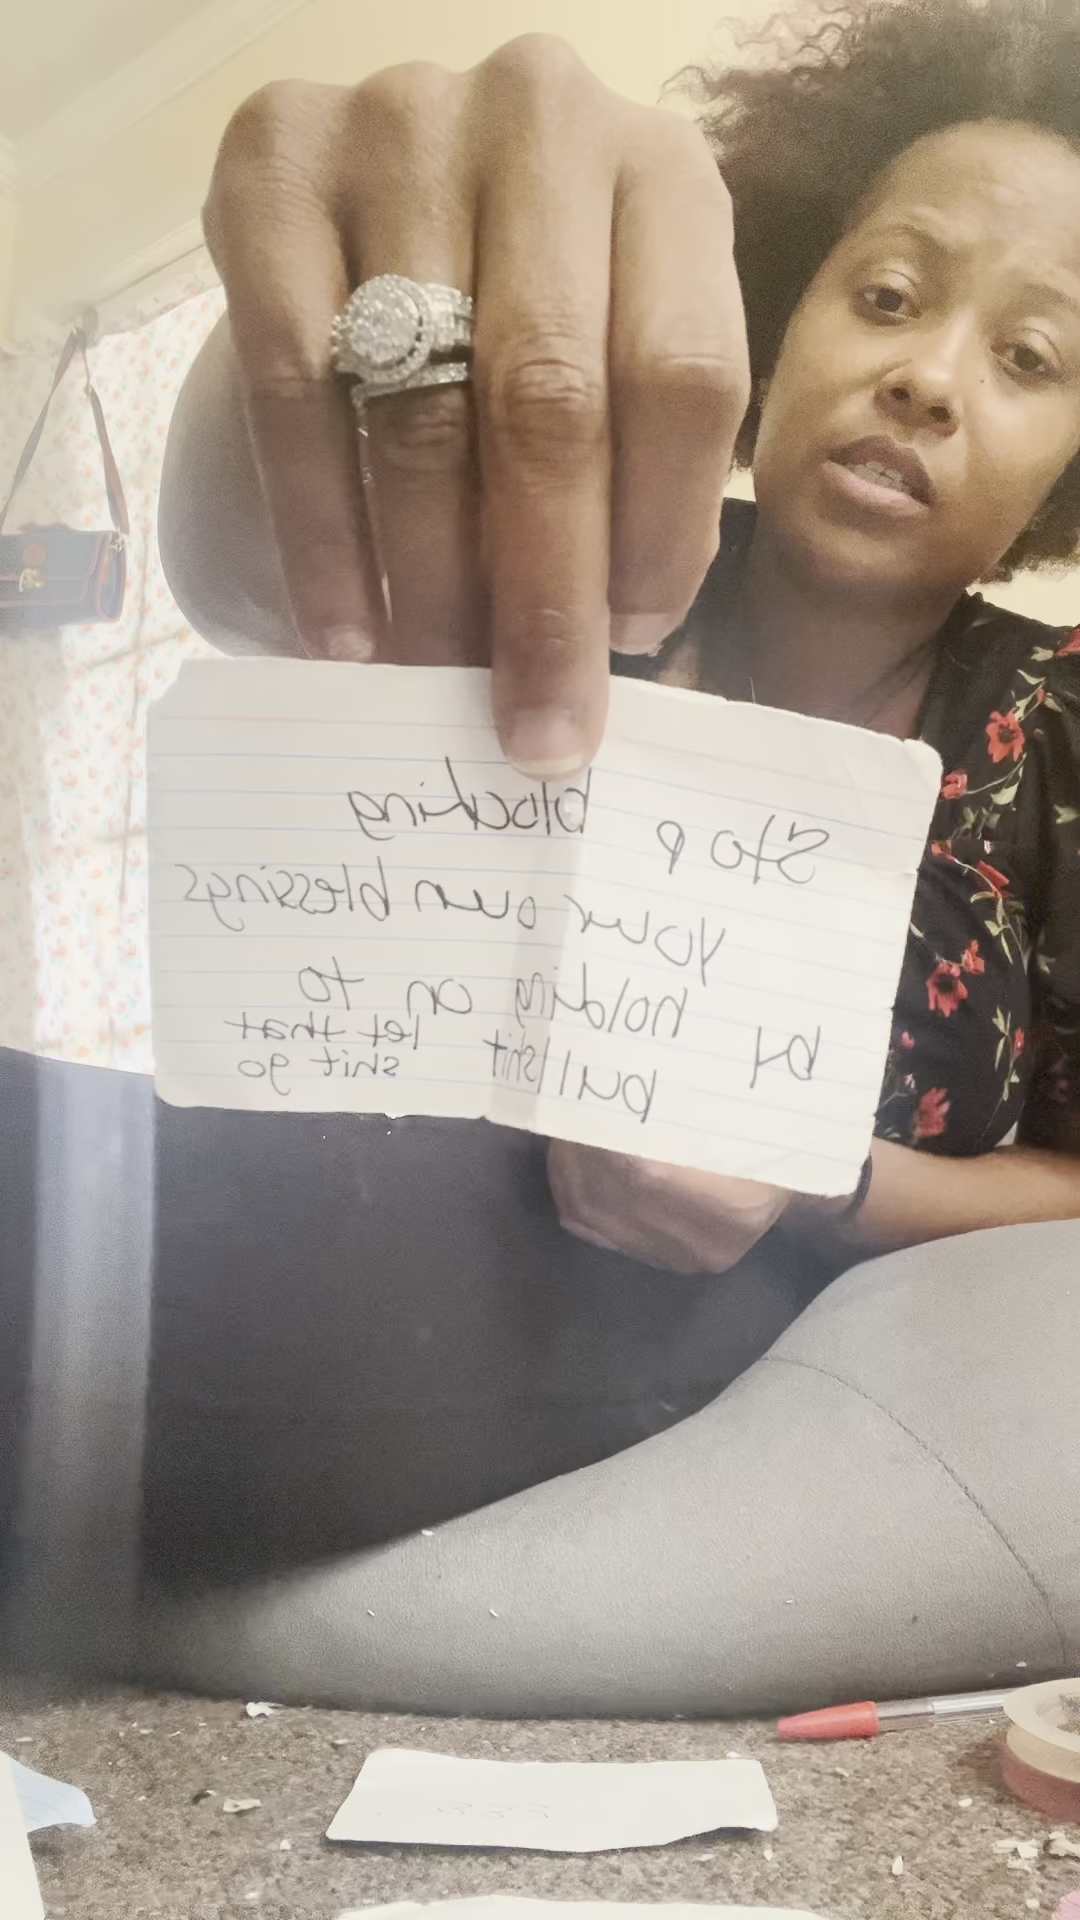 Stop blocking
your own blessings
by holding on to
bullshit let that
shit go